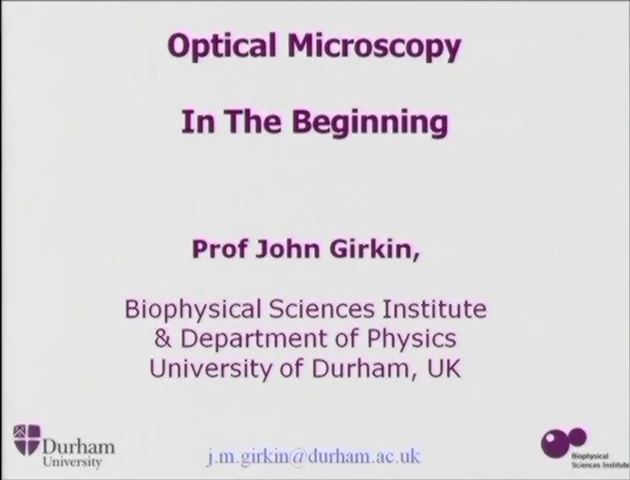 Optical Microscopy
In The Beginning
Prof John Girkin,
Biophysical Sciences Institute
& Department of Physics
University of Durham, UK
Durham
University
j.m.girkin@durham.ac.uk
Biophysical
Sciences Institute